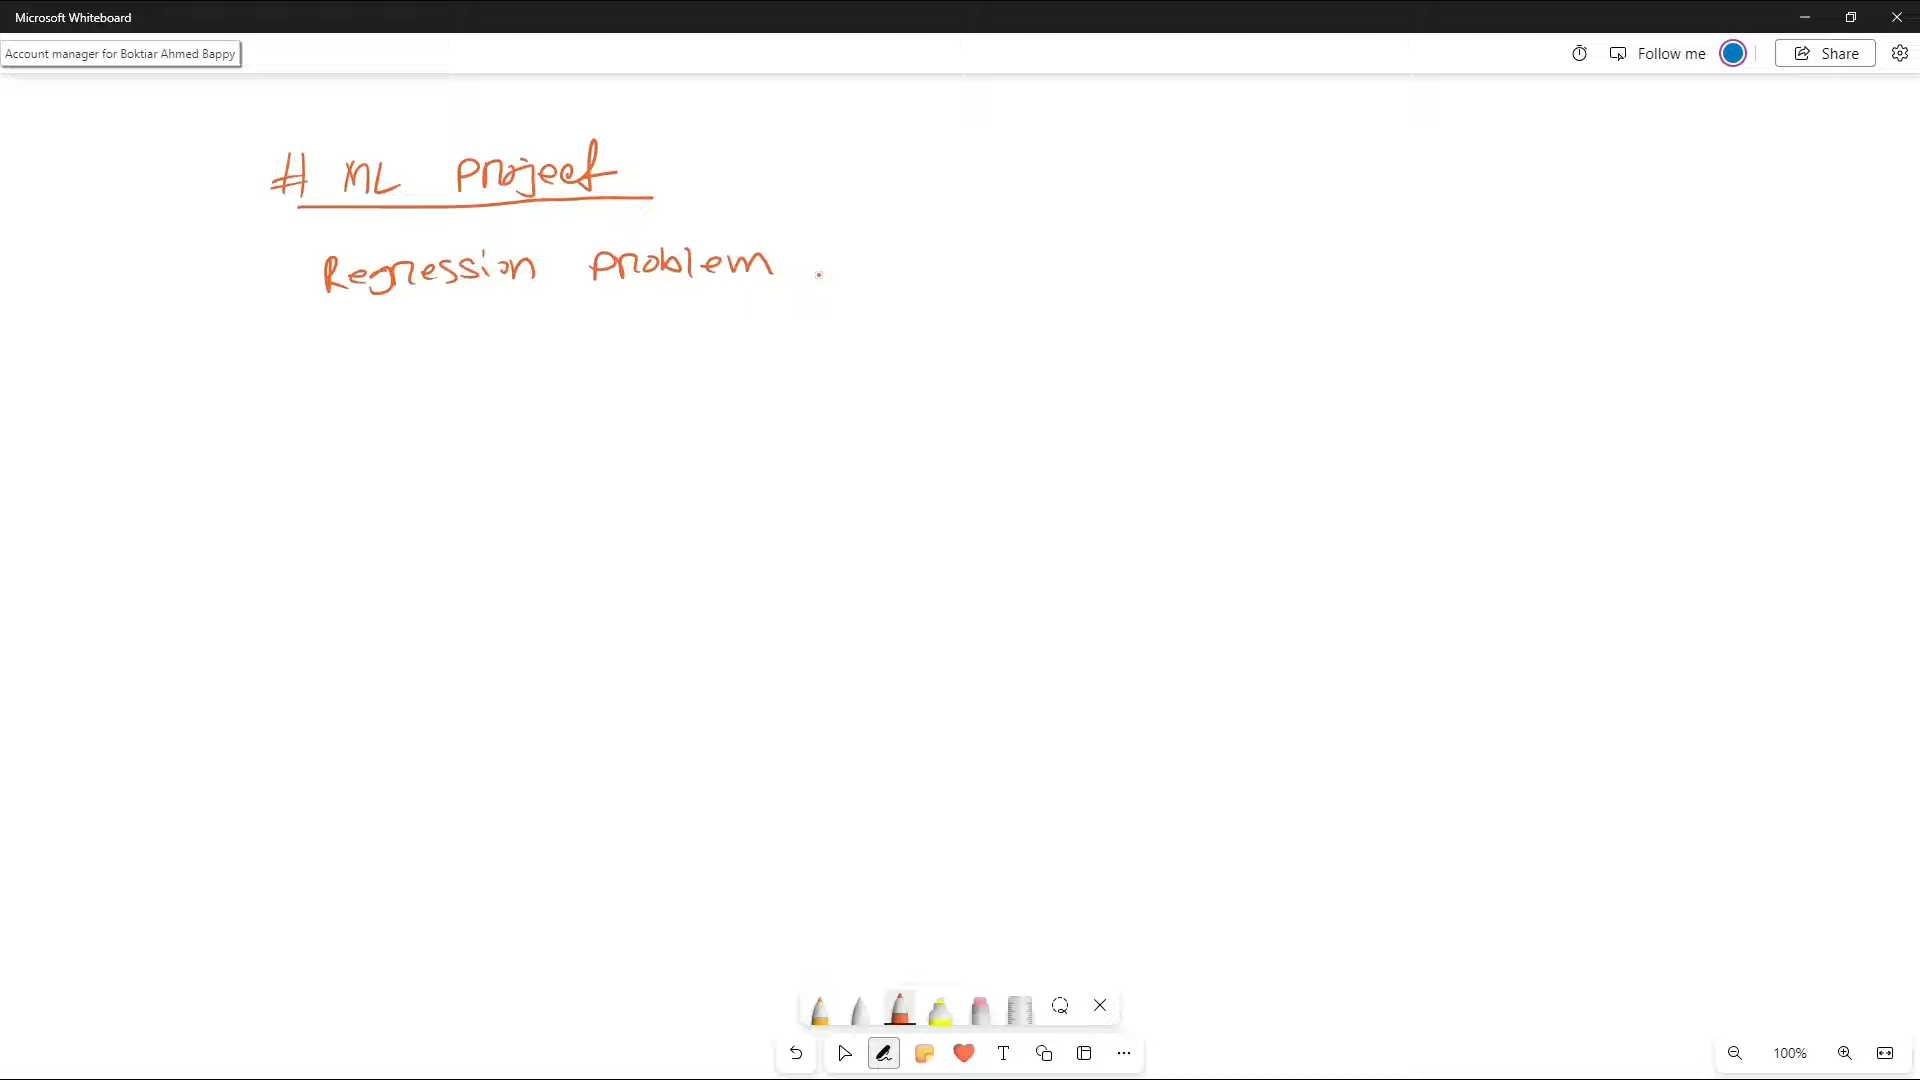 Microsoft Whiteboard
Account manager for Boktiar Ahmed Bappy
Follow me
Share
# ML project
Regression problem
T
100%